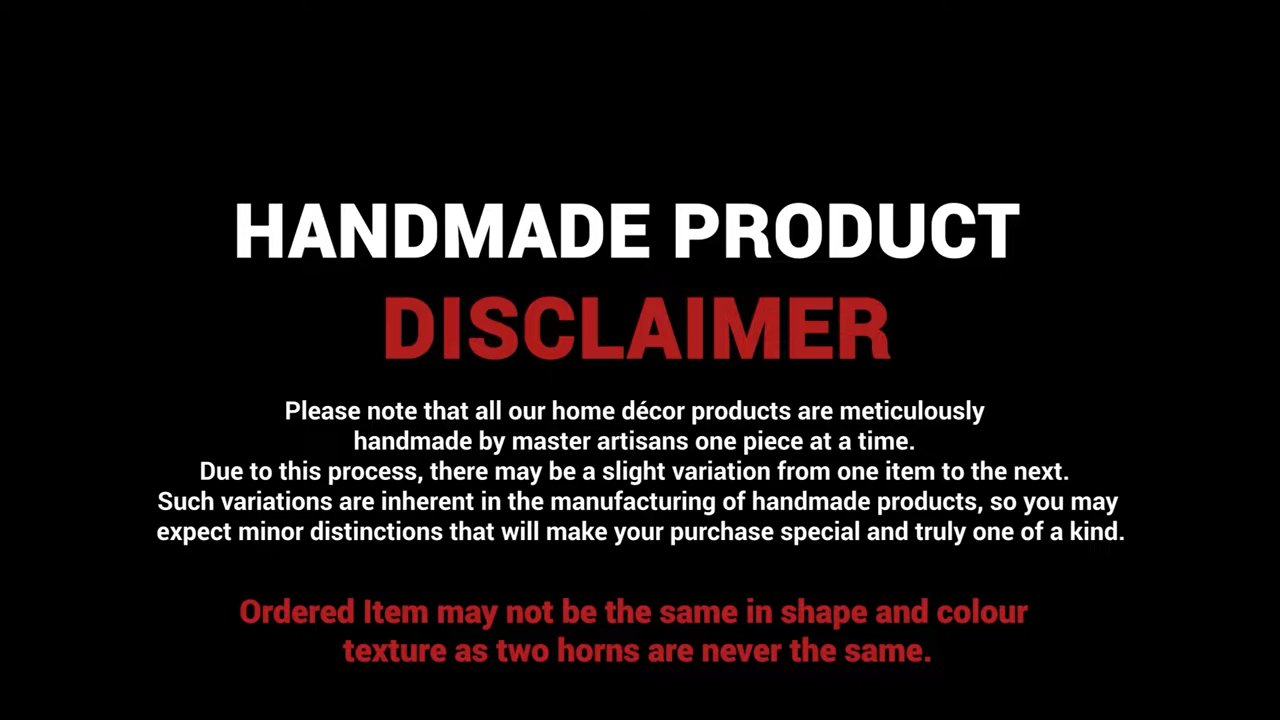 HANDMADE PRODUCT
DISCLAIMER
Please note that all our home décor products are meticulously
handmade by master artisans one piece at a time.
Due to this process, there may be a slight variation from one item to the next.
Such variations are inherent in the manufacturing of handmade products, so you may
expect minor distinctions that will make your purchase special and truly one of a kind.
Ordered Item may not be the same in shape and colour
texture as two horns are never the same.